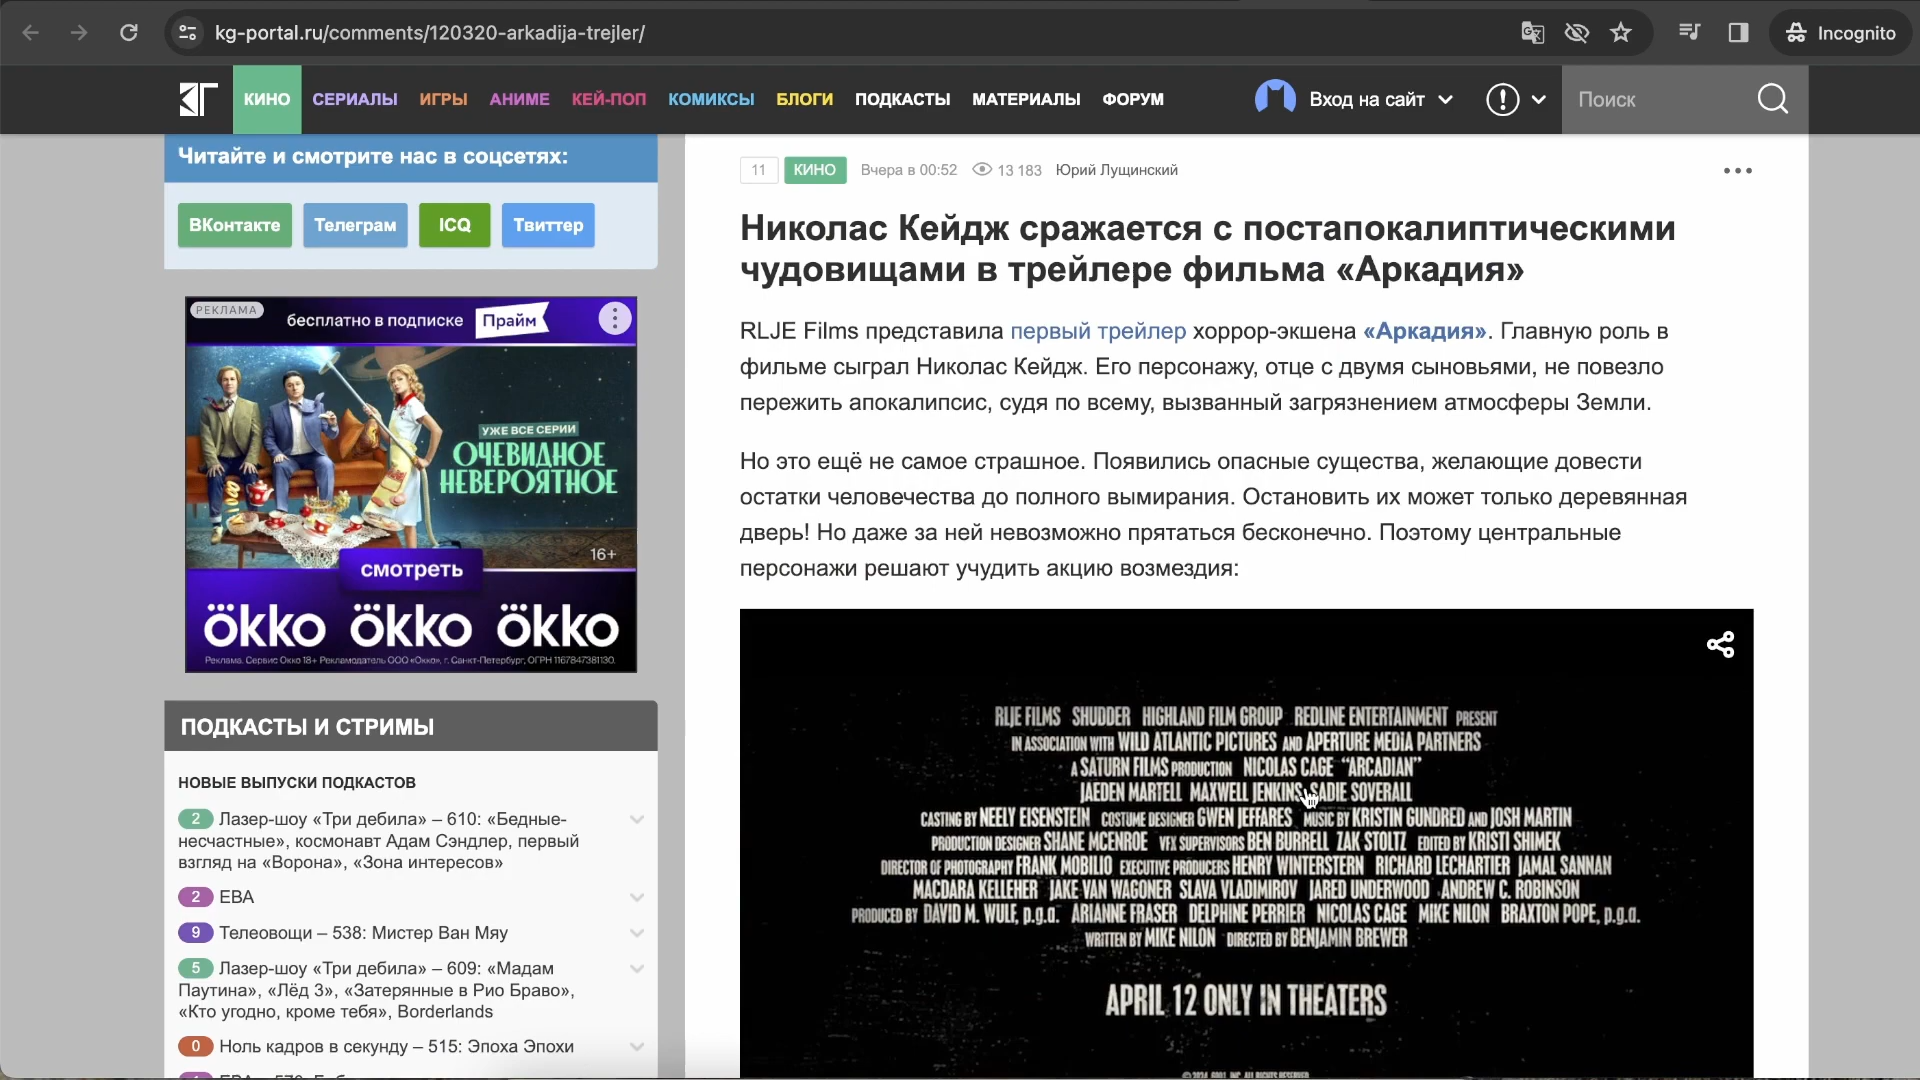 kg-portal.ru/comments/120320-arkadija-trejler/
Incognito
КГ
КИНО СЕРИАЛЫ ИГРЫ АНИМЕ КЕЙ-ПОП КОМИКСЫ БЛОГИ ПОДКАСТЫ МАТЕРИАЛЫ ФОРУМ
Вход на сайт
Поиск
Читайте и смотрите нас в соцсетях:
ВКонтакте Телеграм ICQ Твиттер
РЕКЛАМА
бесплатно в подписке Прайм
УЖЕ ВСЕ СЕРИИ
ОЧЕВИДНОЕ
НЕВЕРОЯТНОЕ
16+
смотреть
ökko ökko ökko
Реклама. Сервис Окко 18+ Рекламодатель ООО «Окко», г. Санкт-Петербург, ОГРН 1167847381130.
ПОДКАСТЫ И СТРИМЫ
НОВЫЕ ВЫПУСКИ ПОДКАСТОВ
2 Лазер-шоу «Три дебила» – 610: «Бедные-
несчастные», космонавт Адам Сэндлер, первый
взгляд на «Ворона», «Зона интересов»
2 ЕВА
9 Телеовощи – 538: Мистер Ван Мяу
5 Лазер-шоу «Три дебила» – 609: «Мадам
Паутина», «Лёд 3», «Затерянные в Рио Браво»,
«Кто угодно, кроме тебя», Borderlands
0 Ноль кадров в секунду – 515: Эпоха Эпохи
11 КИНО Вчера в 00:52 13 183 Юрий Лущинский
Николас Кейдж сражается с постапокалиптическими
чудовищами в трейлере фильма «Аркадия»
RLJE Films представила первый трейлер хоррор-экшена «Аркадия». Главную роль в
фильме сыграл Николас Кейдж. Его персонажу, отце с двумя сыновьями, не повезло
пережить апокалипсис, судя по всему, вызванный загрязнением атмосферы Земли.
Но это ещё не самое страшное. Появились опасные существа, желающие довести
остатки человечества до полного вымирания. Остановить их может только деревянная
дверь! Но даже за ней невозможно прятаться бесконечно. Поэтому центральные
персонажи решают учудить акцию возмездия:
RLJE FILMS SHUDDER HIGHLAND FILM GROUP REDLINE ENTERTAINMENT PRESENT
IN ASSOCIATION WITH WILD ATLANTIC PICTURES AND APERTURE MEDIA PARTNERS
A SATURN FILMS PRODUCTION NICOLAS CAGE "ARCADIAN"
JAEDEN MARTELL MAXWELL JENKINS SADIE SOVERALL
CASTING BY NEELY EISENSTEIN COSTUME DESIGNER GWEN JEFFARES MUSIC BY KRISTIN GUNDRED AND JOSH MARTIN
PRODUCTION DESIGNER SHANE MCENROE VFX SUPERVISORS BEN BURRELL ZAK STOLTZ EDITED BY KRISTI SHIMEK
DIRECTOR OF PHOTOGRAPHY FRANK MOBILIO EXECUTIVE PRODUCERS HENRY WINTERSTERN RICHARD LECHARTIER JAMAL SANNAN
MACDARA KELLEHER JAKE VAN WAGONER SLAVA VLADIMIROV JARED UNDERWOOD ANDREW C. ROBINSON
PRODUCED BY DAVID M. WULF, p.g.a. ARIANNE FRASER DELPHINE PERRIER NICOLAS CAGE MIKE NILON BRAXTON POPE, p.g.a.
WRITTEN BY MIKE NILON DIRECTED BY BENJAMIN BREWER
APRIL 12 ONLY IN THEATERS